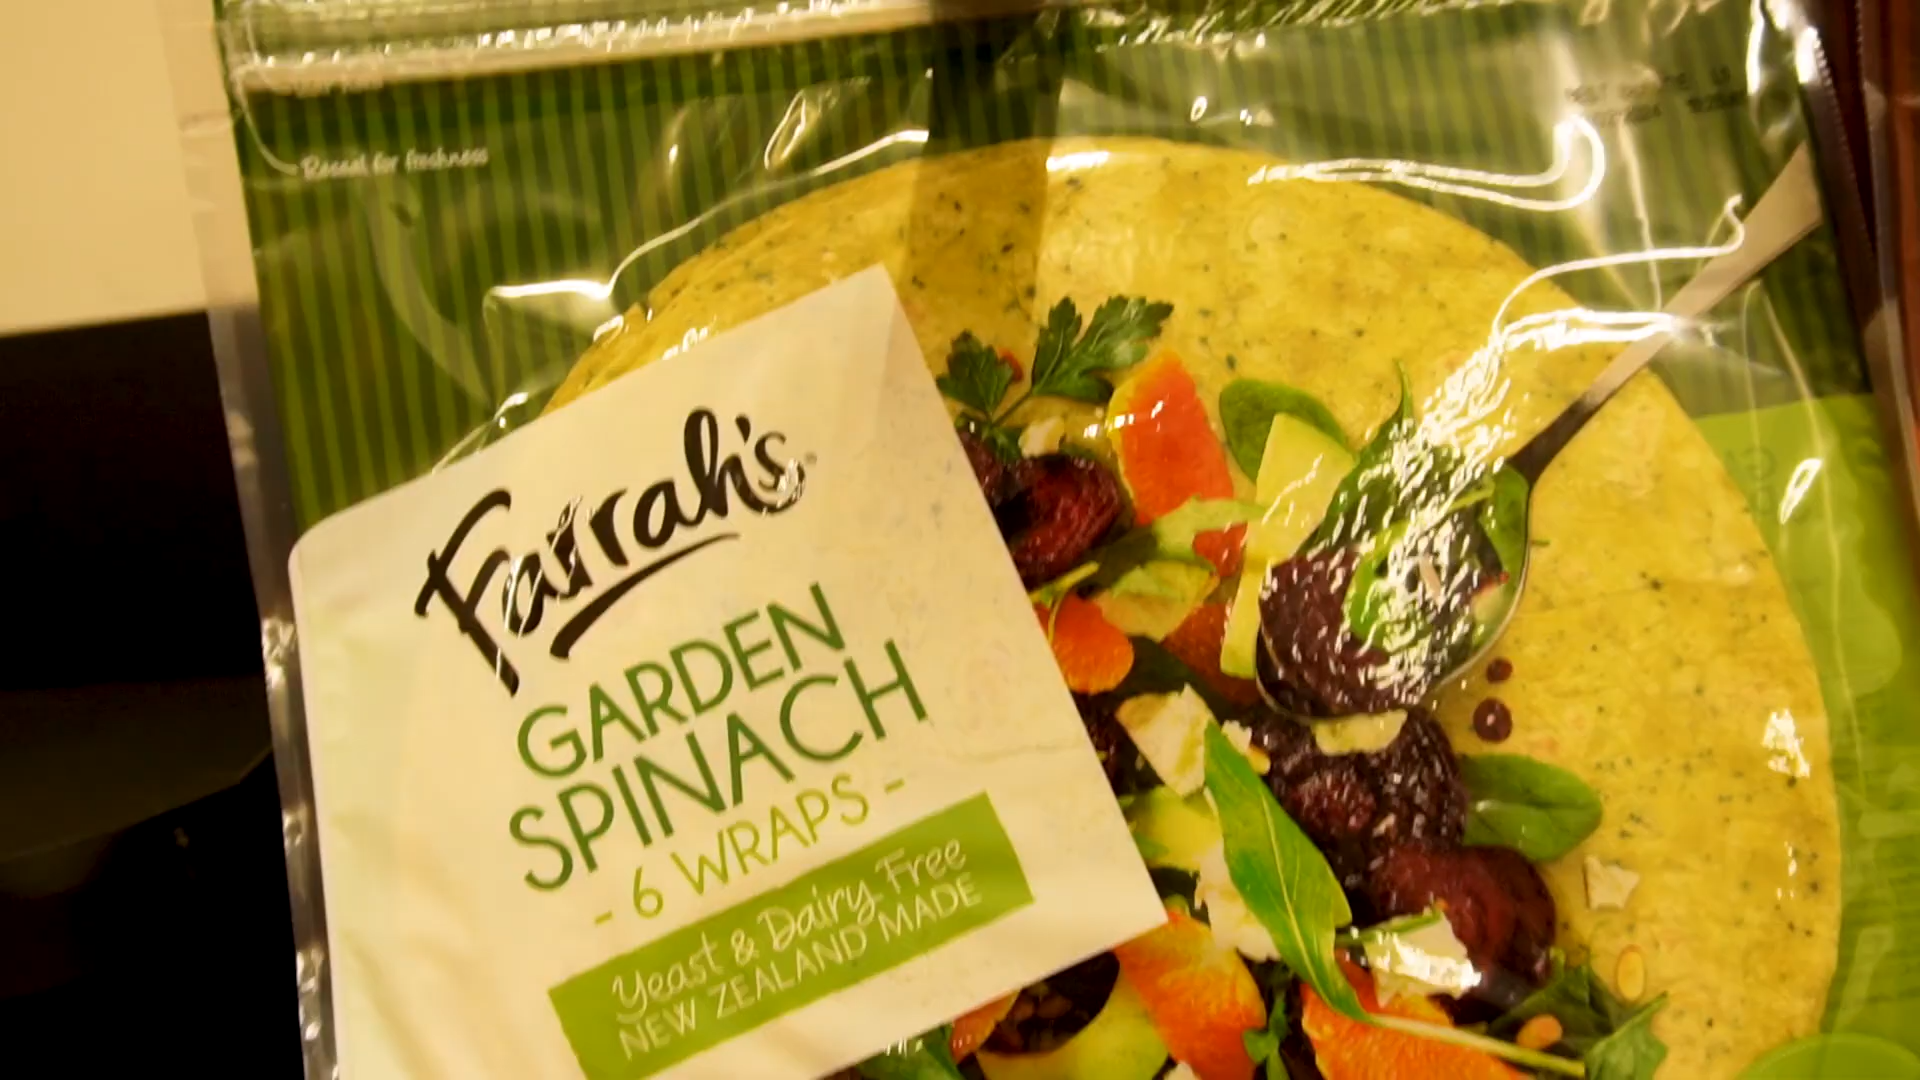 Reseal for freshness
Farrah's
GARDEN
SPINACH
- 6 WRAPS -
Yeast & Dairy Free
NEW ZEALAND MADE